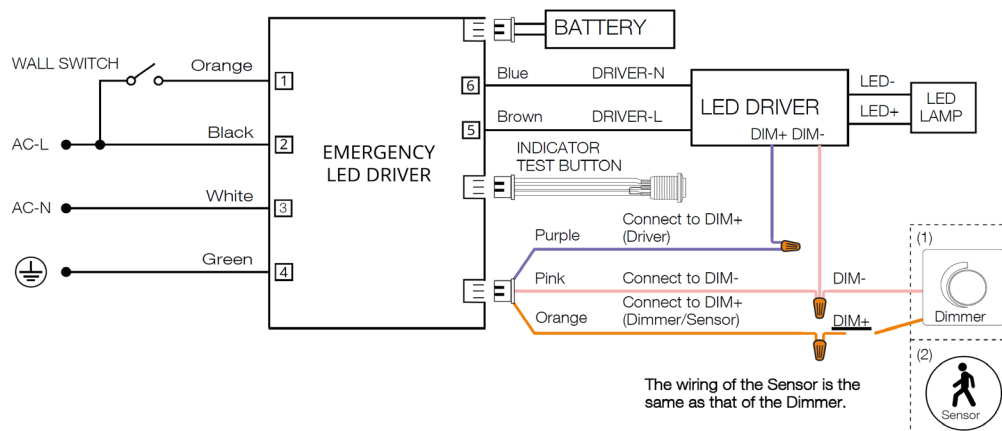 BATTERY
WALL SWITCH
Orange
1
6
Blue
DRIVER-N
LED DRIVER
DIM+ DIM-
LED-
LED+
LED
LAMP
AC-L
Black
2
5
Brown
DRIVER-L
EMERGENCY
LED DRIVER
INDICATOR
TEST BUTTON
AC-N
White
3
Green
4
Purple
Connect to DIM+
(Driver)
Pink
Connect to DIM-
DIM-
Orange
Connect to DIM+
(Dimmer/Sensor)
DIM+
(1)
Dimmer
(2)
Sensor
The wiring of the Sensor is the
same as that of the Dimmer.